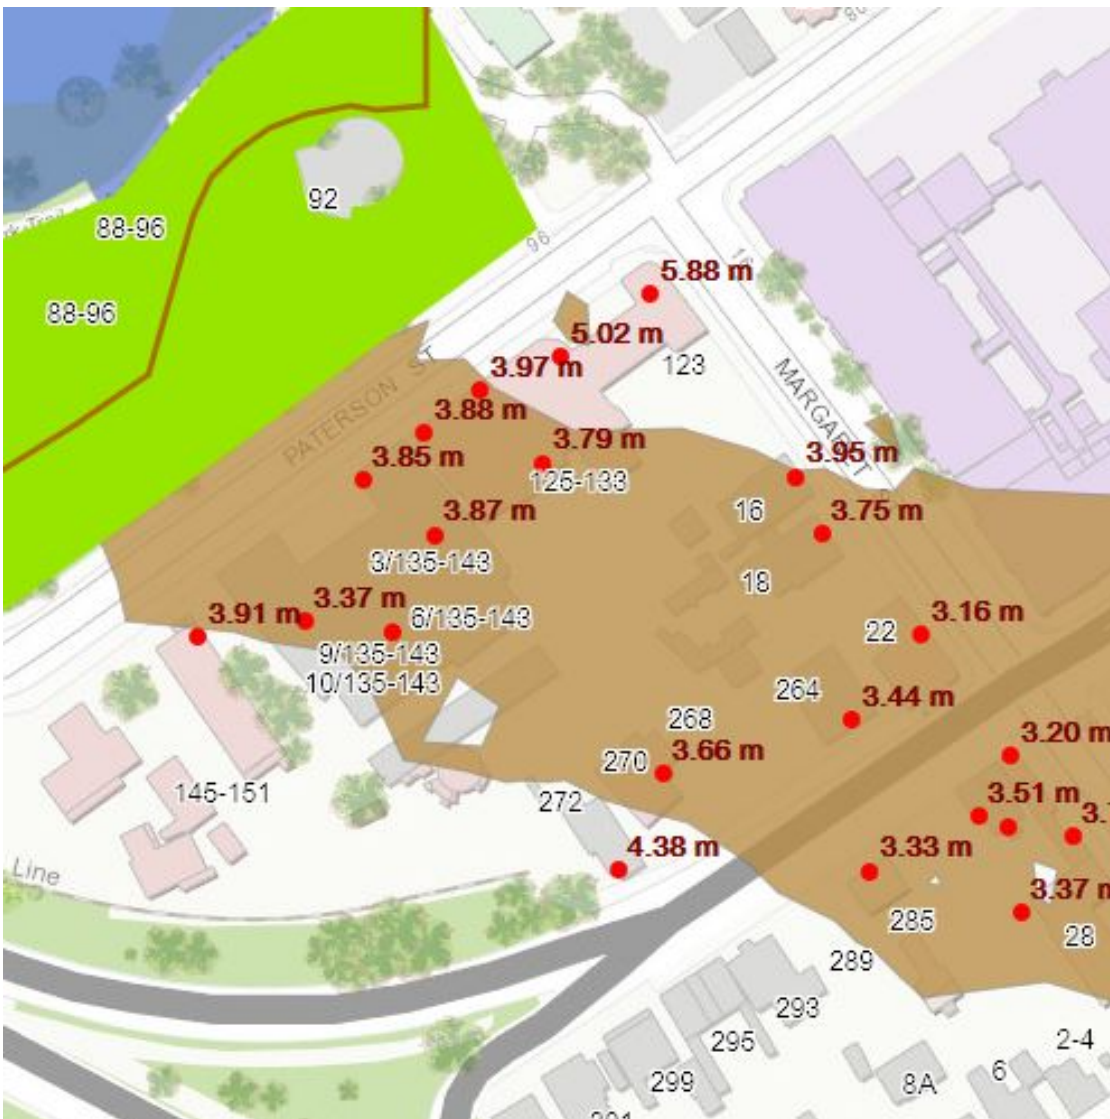 80
92
88-96
96
16
88-96
5.88 m
5.02 m
123
PATERSON ST
MARGARET
3.97 m
3.88 m
3.85 m
3.79 m
125-133
3.95 m
16
3.75 m
3.87 m
3/135-143
18
3.91 m
3.37 m
6/135-143
9/135-143
10/135-143
3.16 m
22
264
3.44 m
268
3.66 m
270
3.20 m
145-151
272
3.51 m
Line
4.38 m
3.33 m
3.37 m
285
28
289
293
295
2-4
299
8A
6